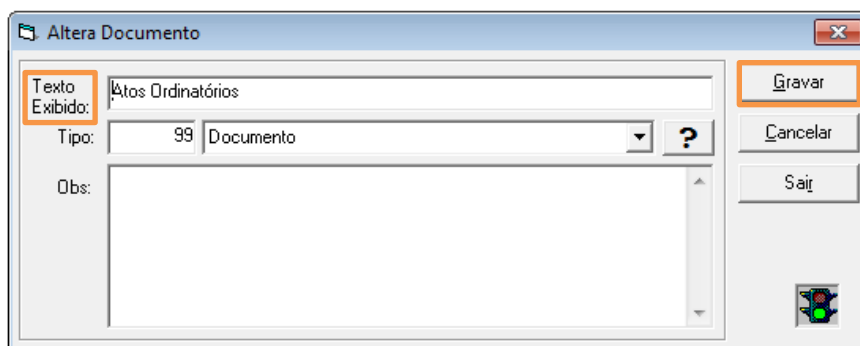 Altera Documento
Texto
Exibido:
Atos Ordinatórios
Gravar
Tipo:
99
Documento
?
Cancelar
Obs:
Sair